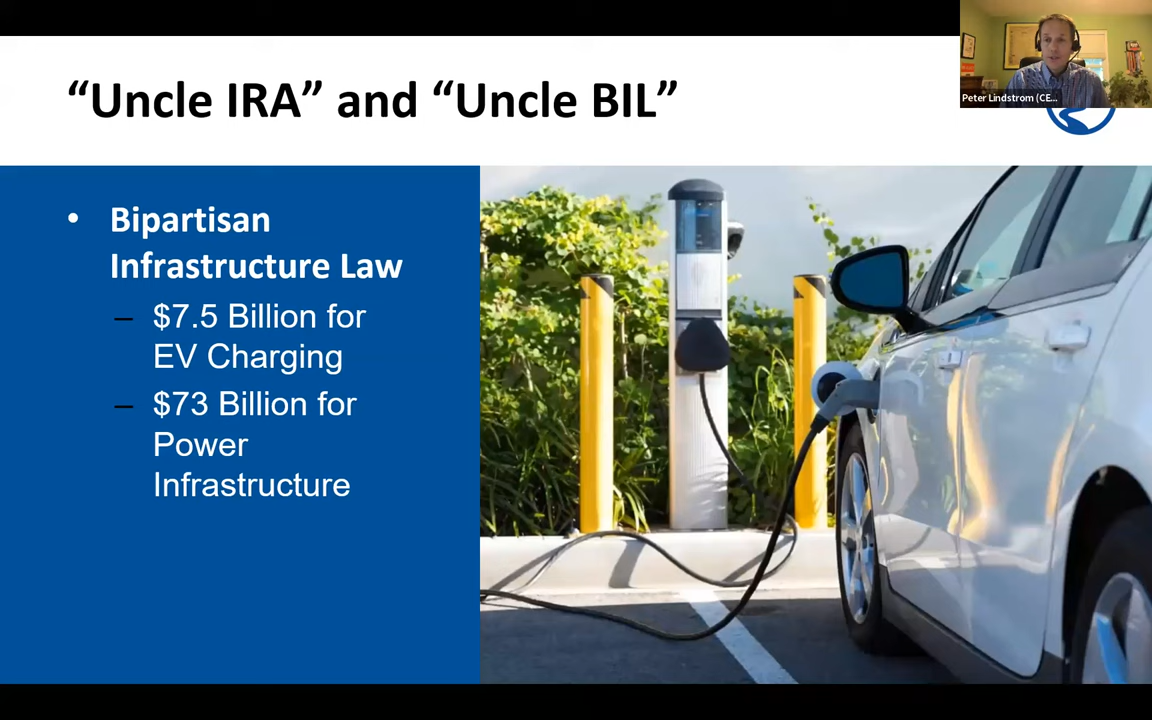 “Uncle IRA” and “Uncle BIL”
Peter Lindstrom (CE...
• Bipartisan
Infrastructure Law
– $7.5 Billion for
EV Charging
– $73 Billion for
Power
Infrastructure